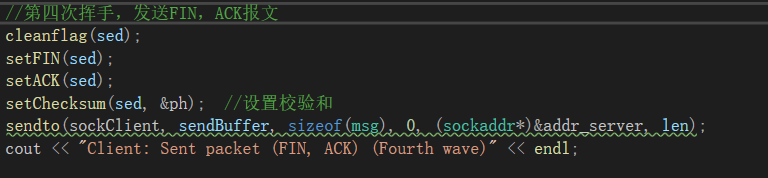 //第四次挥手，发送FIN，ACK报文
cleanflag(sed);
setFIN(sed);
setACK(sed);
setChecksum(sed, &ph);  //设置校验和
sendto(sockClient, sendBuffer, sizeof(msg), 0, (sockaddr*)&addr_server, len);
cout << "Client: Sent packet (FIN, ACK) (Fourth wave)" << endl;